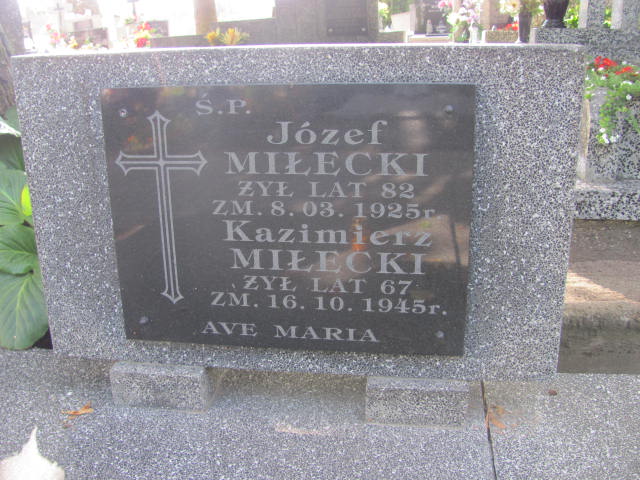 Ś.P.
Józef
MIŁECKI
ŻYŁ LAT 82
ZM. 8. 03. 1925r.
Kazimierz
MIŁECKI
ŻYŁ LAT 67
ZM. 16. 10. 1945r.
AVE MARIA